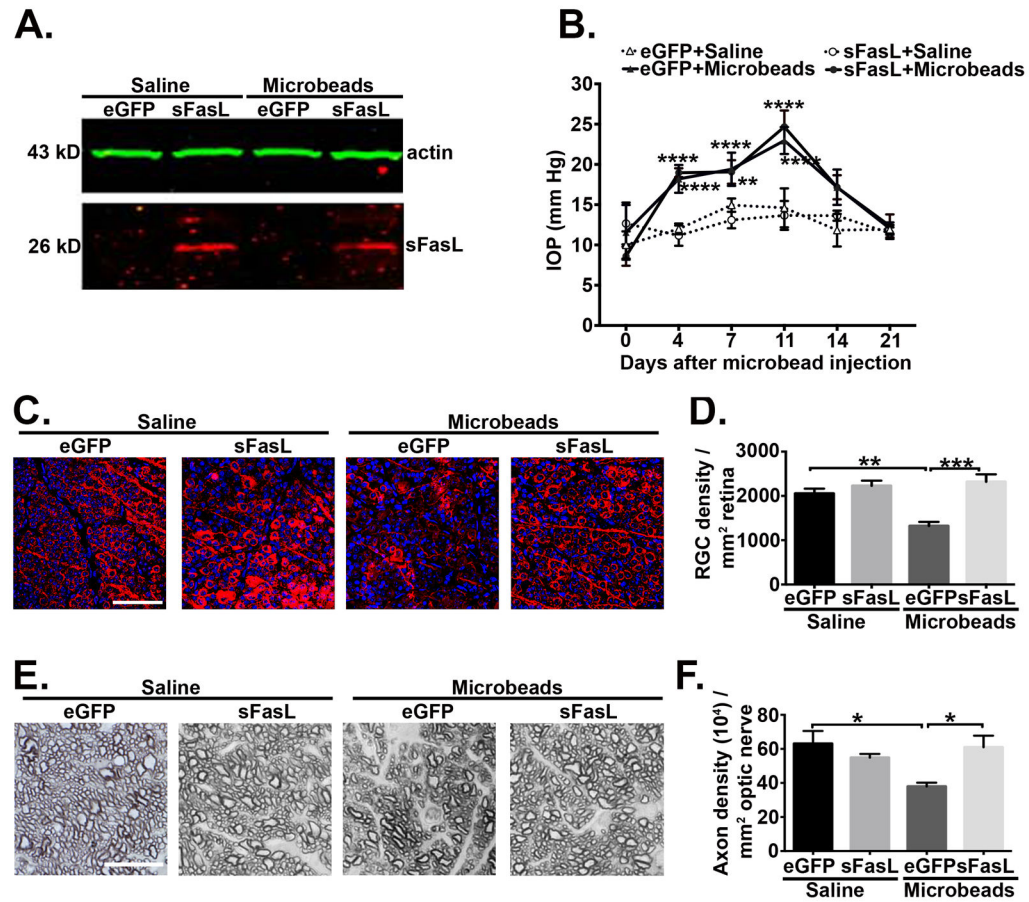 A.
Saline Microbeads
eGFP sFasL eGFP sFasL
43 kD actin
26 kD sFasL
B.
eGFP+Saline sFasL+Saline
eGFP+Microbeads sFasL+Microbeads
IOP (mm Hg)
30
25
20
15
10
5
0
****
****
****
****
**
****
0 4 7 11 14 21
Days after microbead injection
C.
Saline Microbeads
eGFP sFasL eGFP sFasL
D.
RGC density /
mm² retina
3000
2000
1000
0
** ***
eGFP sFasL eGFP sFasL
Saline Microbeads
E.
Saline Microbeads
eGFP sFasL eGFP sFasL
F.
Axon density (10⁴) /
mm² optic nerve
80
60
40
20
0
* *
eGFP sFasL eGFP sFasL
Saline Microbeads